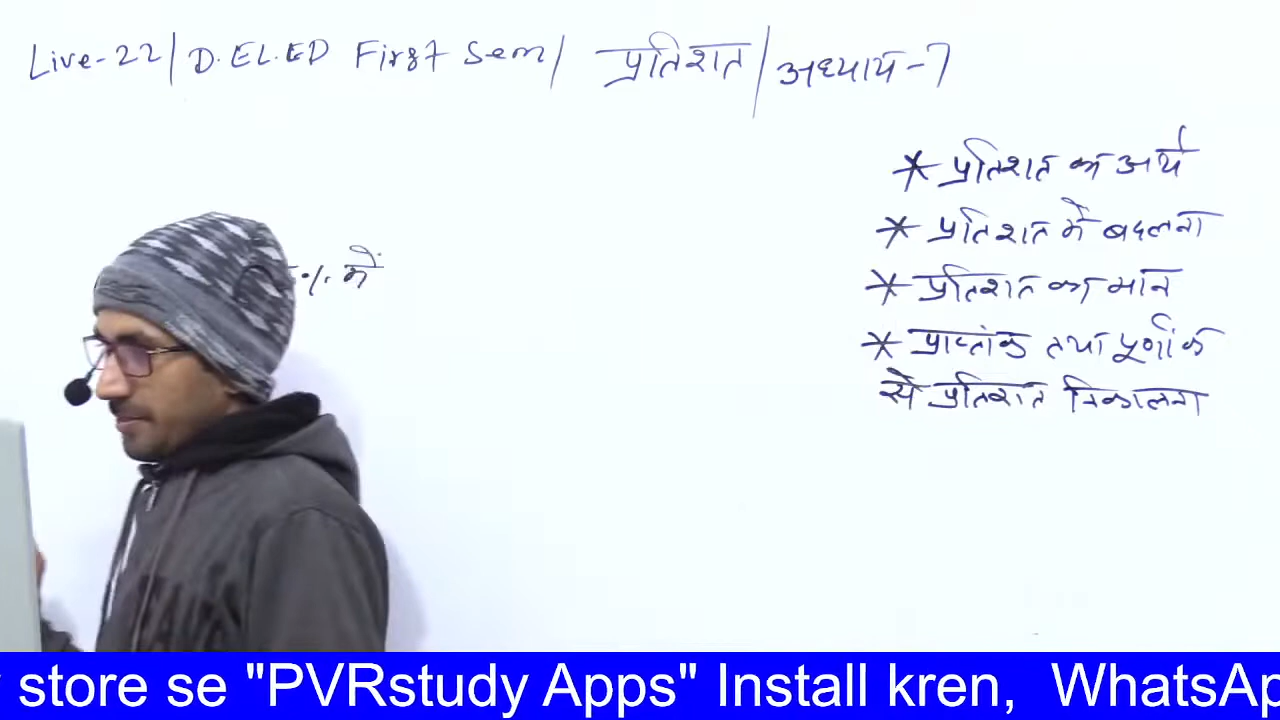 Live-22/ D.EL.ED First Sem/ प्रतिशत/अध्याय-7
* प्रतिशत का अर्थ
* प्रतिशत में बदलना
% में
* प्रतिशत का मान
* प्राप्तांक तथा पूर्णांक
से प्रतिशत निकालना
store se "PVRstudy Apps" Install kren, WhatsAp